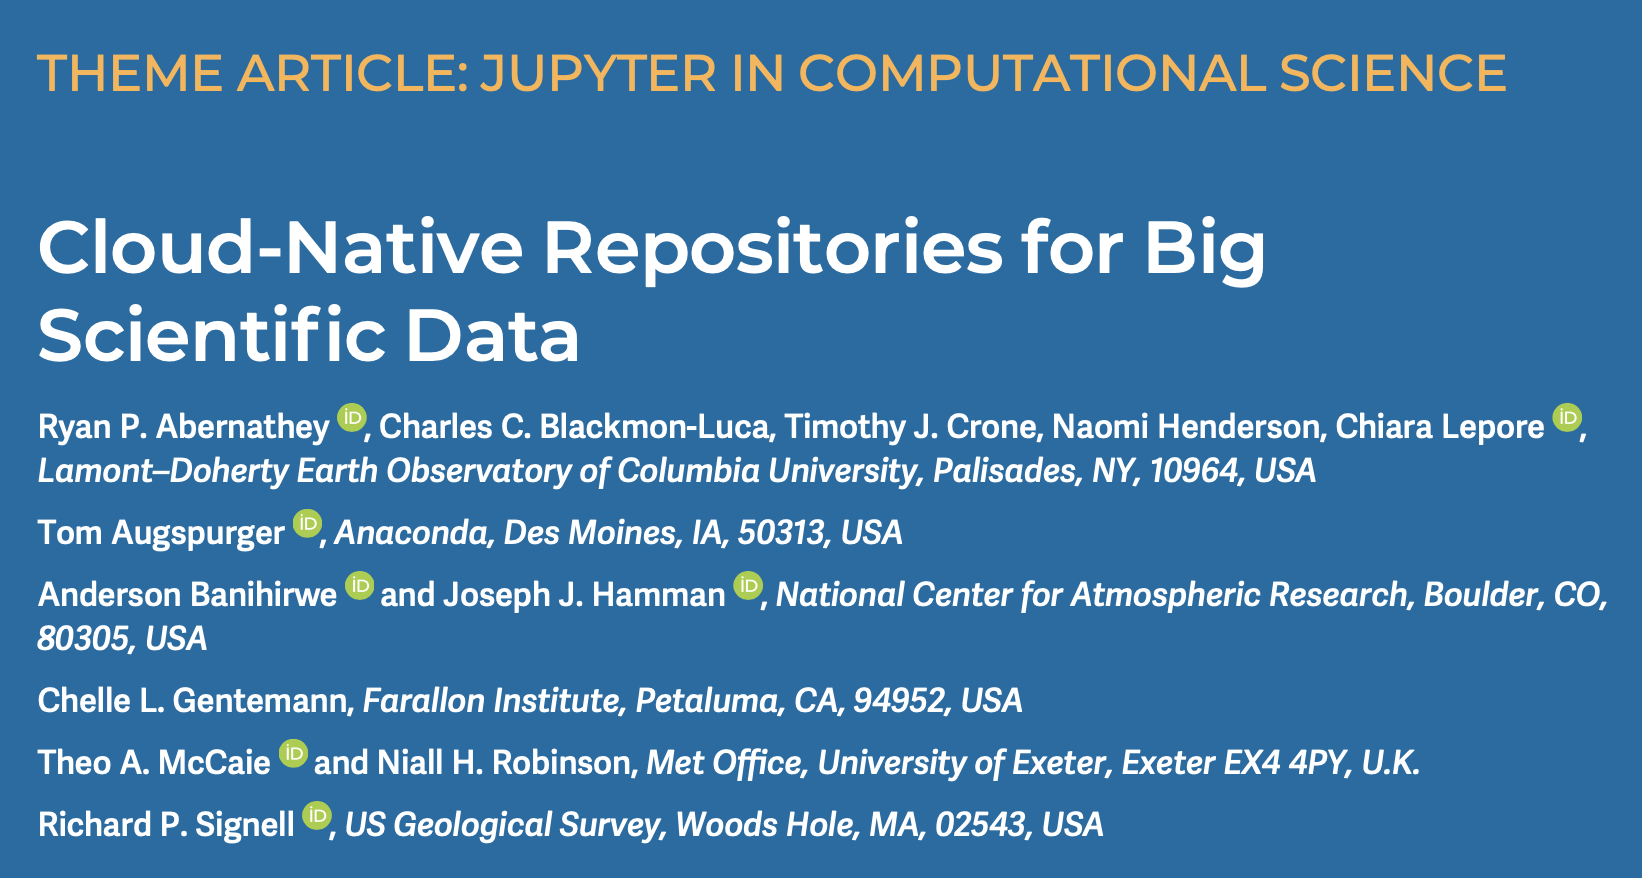 THEME ARTICLE: JUPYTER IN COMPUTATIONAL SCIENCE
Cloud-Native Repositories for Big
Scientific Data
Ryan P. Abernathey iD, Charles C. Blackmon-Luca, Timothy J. Crone, Naomi Henderson, Chiara Lepore iD,
Lamont–Doherty Earth Observatory of Columbia University, Palisades, NY, 10964, USA
Tom Augspurger iD, Anaconda, Des Moines, IA, 50313, USA
Anderson Banihirwe iD and Joseph J. Hamman iD, National Center for Atmospheric Research, Boulder, CO,
80305, USA
Chelle L. Gentemann, Farallon Institute, Petaluma, CA, 94952, USA
Theo A. McCaie iD and Niall H. Robinson, Met Office, University of Exeter, Exeter EX4 4PY, U.K.
Richard P. Signell iD, US Geological Survey, Woods Hole, MA, 02543, USA